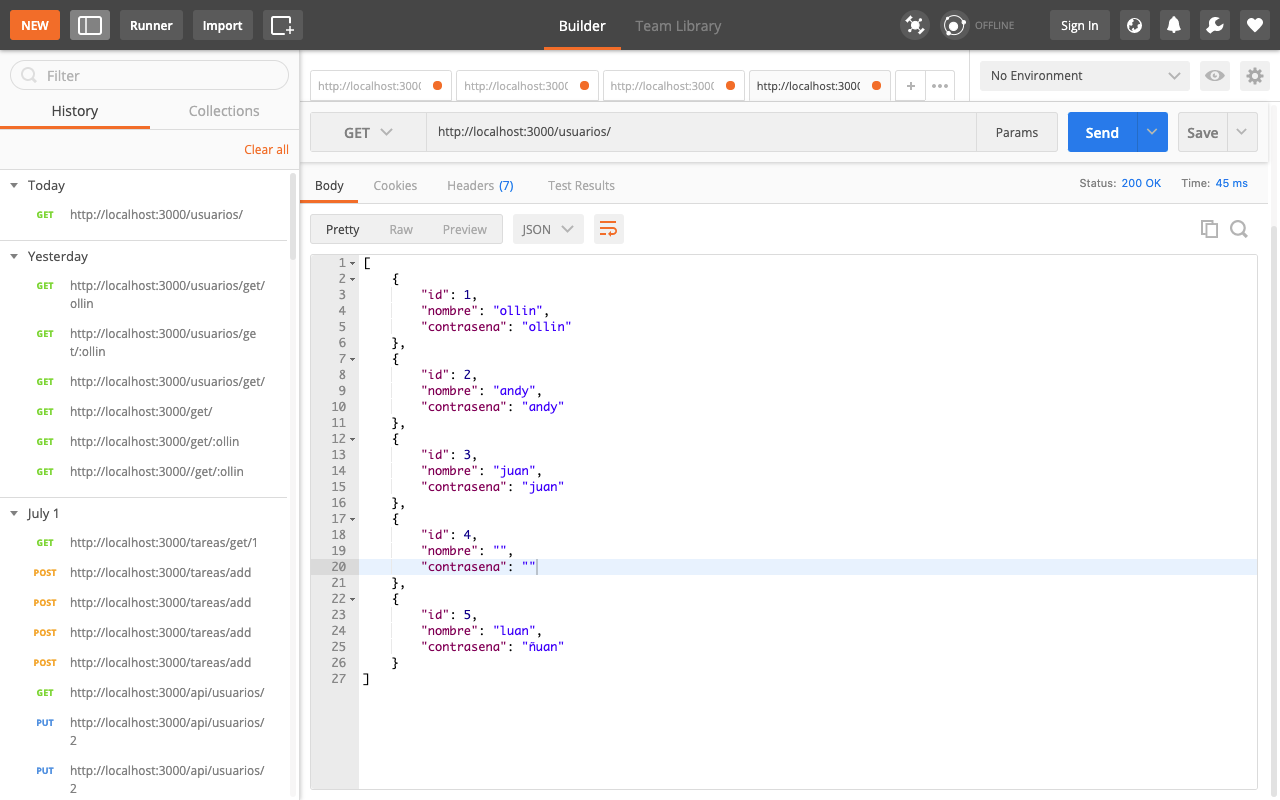 NEW Runner Import Builder Team Library OFFLINE Sign In
Filter
History Collections
Clear all
Today
GET http://localhost:3000/usuarios/
Yesterday
GET http://localhost:3000/usuarios/get/
ollin
GET http://localhost:3000/usuarios/ge
t/:ollin
GET http://localhost:3000/usuarios/get/
GET http://localhost:3000/get/
GET http://localhost:3000/get/:ollin
GET http://localhost:3000//get/:ollin
July 1
GET http://localhost:3000/tareas/get/1
POST http://localhost:3000/tareas/add
POST http://localhost:3000/tareas/add
POST http://localhost:3000/tareas/add
POST http://localhost:3000/tareas/add
GET http://localhost:3000/api/usuarios/
PUT http://localhost:3000/api/usuarios/
2
PUT http://localhost:3000/api/usuarios/
2
http://localhost:3000 http://localhost:3000 http://localhost:3000 http://localhost:3000 + ••• No Environment
GET http://localhost:3000/usuarios/ Params Send Save
Body Cookies Headers (7) Test Results Status: 200 OK Time: 45 ms
Pretty Raw Preview JSON
1 [
2 {
3 "id": 1,
4 "nombre": "ollin",
5 "contrasena": "ollin"
6 },
7 {
8 "id": 2,
9 "nombre": "andy",
10 "contrasena": "andy"
11 },
12 {
13 "id": 3,
14 "nombre": "juan",
15 "contrasena": "juan"
16 },
17 {
18 "id": 4,
19 "nombre": "",
20 "contrasena": ""
21 },
22 {
23 "id": 5,
24 "nombre": "luan",
25 "contrasena": "ñuan"
26 }
27 ]